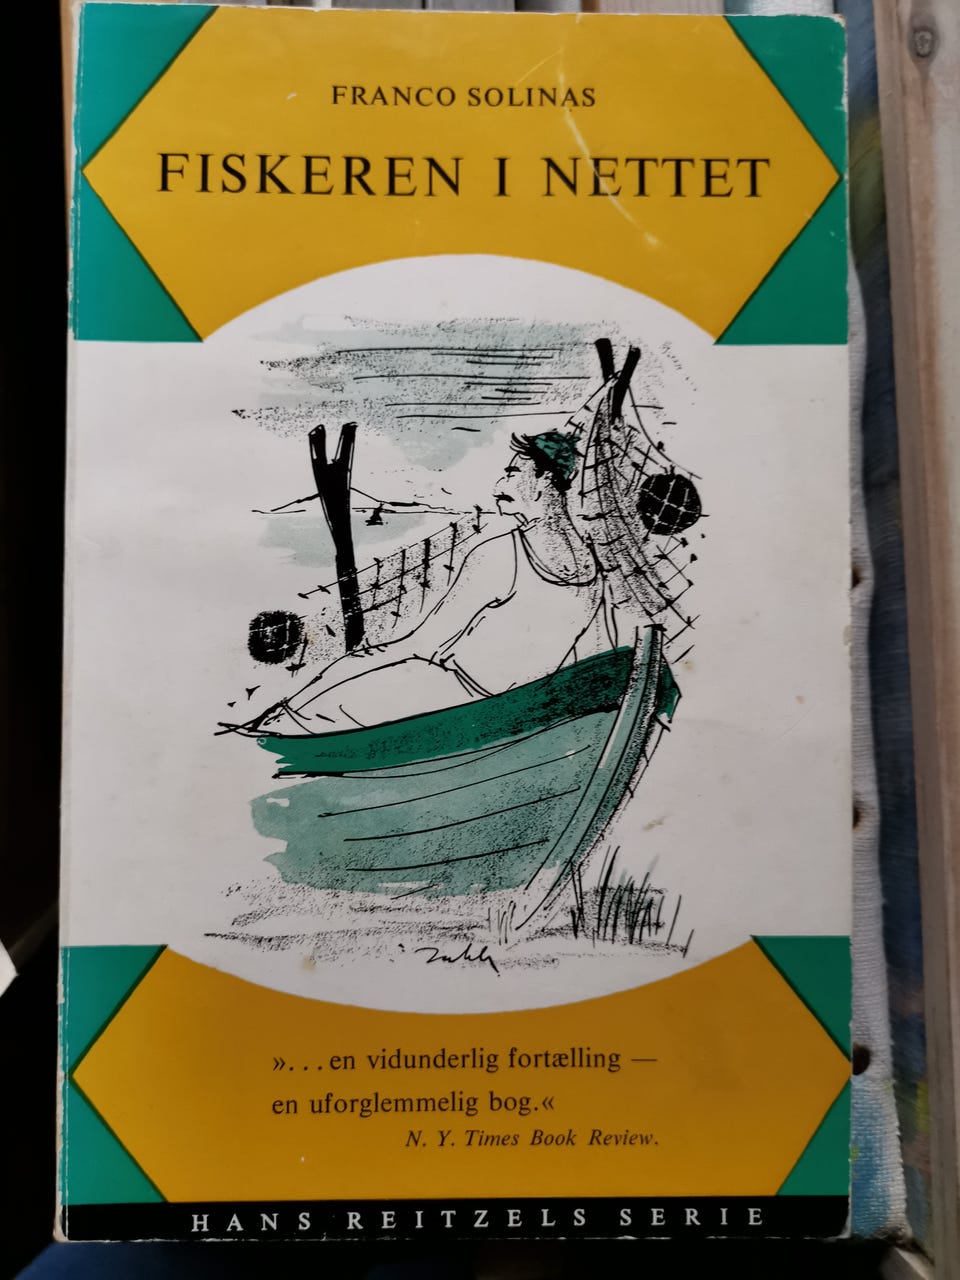 FRANCO SOLINAS
FISKEREN I NETTET
»...en vidunderlig fortælling —
en uforglemmelig bog.«
N. Y. Times Book Review.
HANS REITZELS SERIE